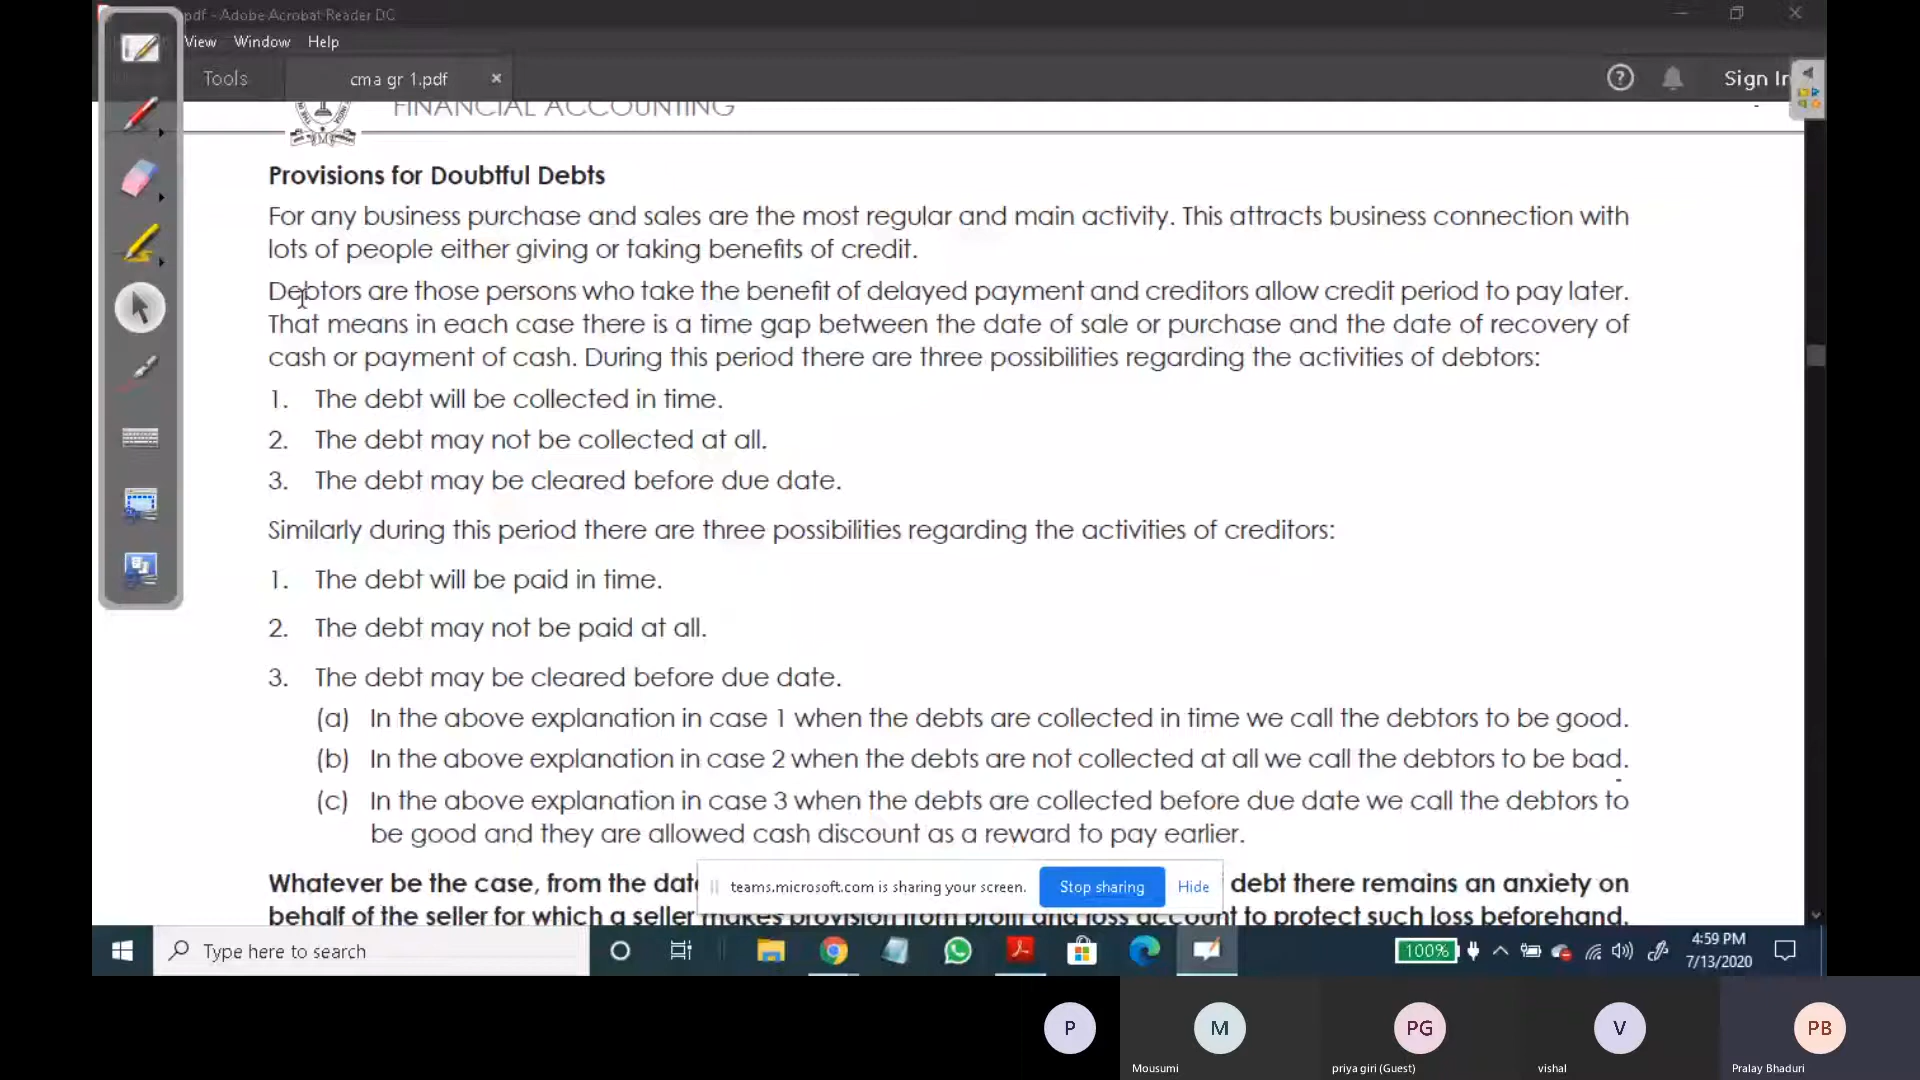 pdf - Adobe Acrobat Reader DC
View Window Help
Tools
cma gr 1.pdf
Sign In
FINANCIAL ACCOUNTING
Provisions for Doubtful Debts
For any business purchase and sales are the most regular and main activity. This attracts business connection with
lots of people either giving or taking benefits of credit.
Debtors are those persons who take the benefit of delayed payment and creditors allow credit period to pay later.
That means in each case there is a time gap between the date of sale or purchase and the date of recovery of
cash or payment of cash. During this period there are three possibilities regarding the activities of debtors:
1. The debt will be collected in time.
2. The debt may not be collected at all.
3. The debt may be cleared before due date.
Similarly during this period there are three possibilities regarding the activities of creditors:
1. The debt will be paid in time.
2. The debt may not be paid at all.
3. The debt may be cleared before due date.
(a) In the above explanation in case 1 when the debts are collected in time we call the debtors to be good.
(b) In the above explanation in case 2 when the debts are not collected at all we call the debtors to be bad.
(c) In the above explanation in case 3 when the debts are collected before due date we call the debtors to
be good and they are allowed cash discount as a reward to pay earlier.
Whatever be the case, from the date debt there remains an anxiety on
teams.microsoft.com is sharing your screen. Stop sharing Hide
behalf of the seller for which a seller makes provision from profit and loss account to protect such loss beforehand.
Type here to search
100%
4:59 PM
7/13/2020
P
M
PG
V
PB
Mousumi
priya giri (Guest)
vishal
Pralay Bhaduri